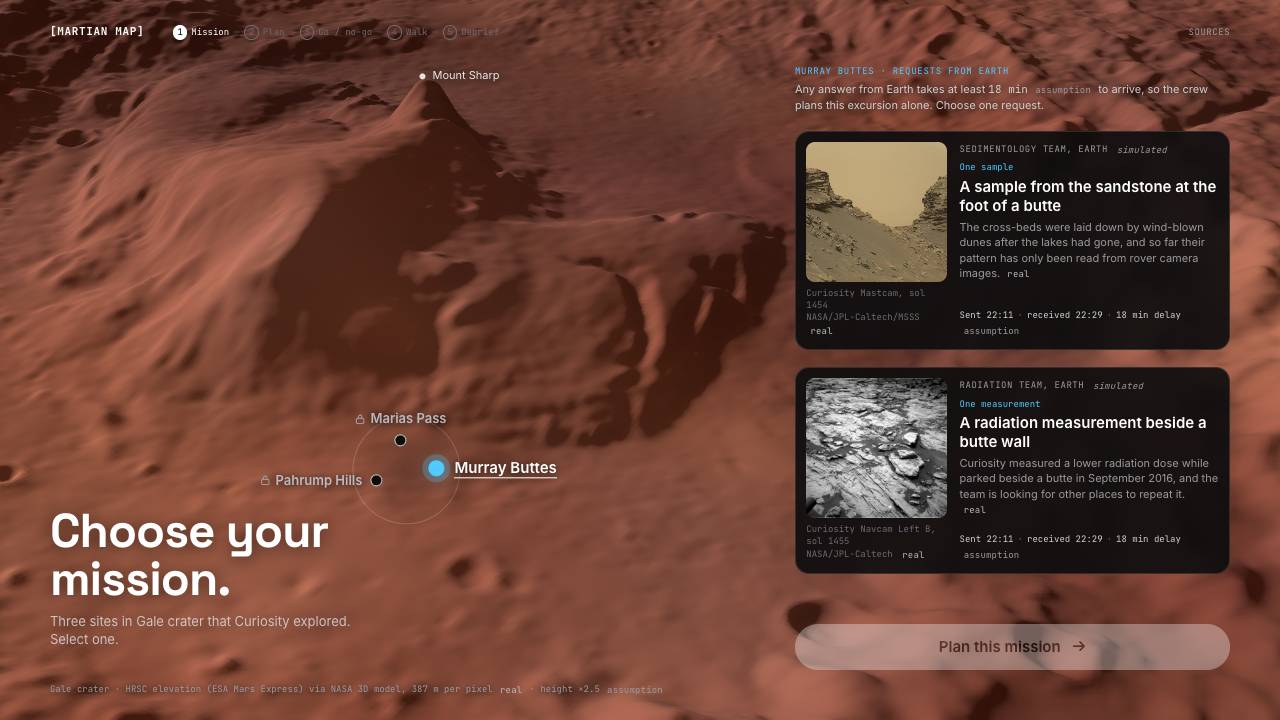 [MARTIAN MAP]
1 Mission 2 Plan 3 Go / no-go 4 Walk 5 Debrief
SOURCES
Mount Sharp
Marias Pass
Murray Buttes
Pahrump Hills
Choose your
mission.
Three sites in Gale crater that Curiosity explored.
Select one.
Gale crater · HRSC elevation (ESA Mars Express) via NASA 3D model, 387 m per pixel real · height ×2.5 assumption
MURRAY BUTTES · REQUESTS FROM EARTH
Any answer from Earth takes at least 18 min assumption to arrive, so the crew
plans this excursion alone. Choose one request.
SEDIMENTOLOGY TEAM, EARTH simulated
One sample
A sample from the sandstone at the
foot of a butte
The cross-beds were laid down by wind-blown
dunes after the lakes had gone, and so far their
pattern has only been read from rover camera
images. real
Sent 22:11 · received 22:29 · 18 min delay
assumption
Curiosity Mastcam, sol
1454
NASA/JPL-Caltech/MSSS
real
RADIATION TEAM, EARTH simulated
One measurement
A radiation measurement beside a
butte wall
Curiosity measured a lower radiation dose while
parked beside a butte in September 2016, and the
team is looking for other places to repeat it.
real
Sent 22:11 · received 22:29 · 18 min delay
assumption
Curiosity Navcam Left B,
sol 1455
NASA/JPL-Caltech real
Plan this mission →